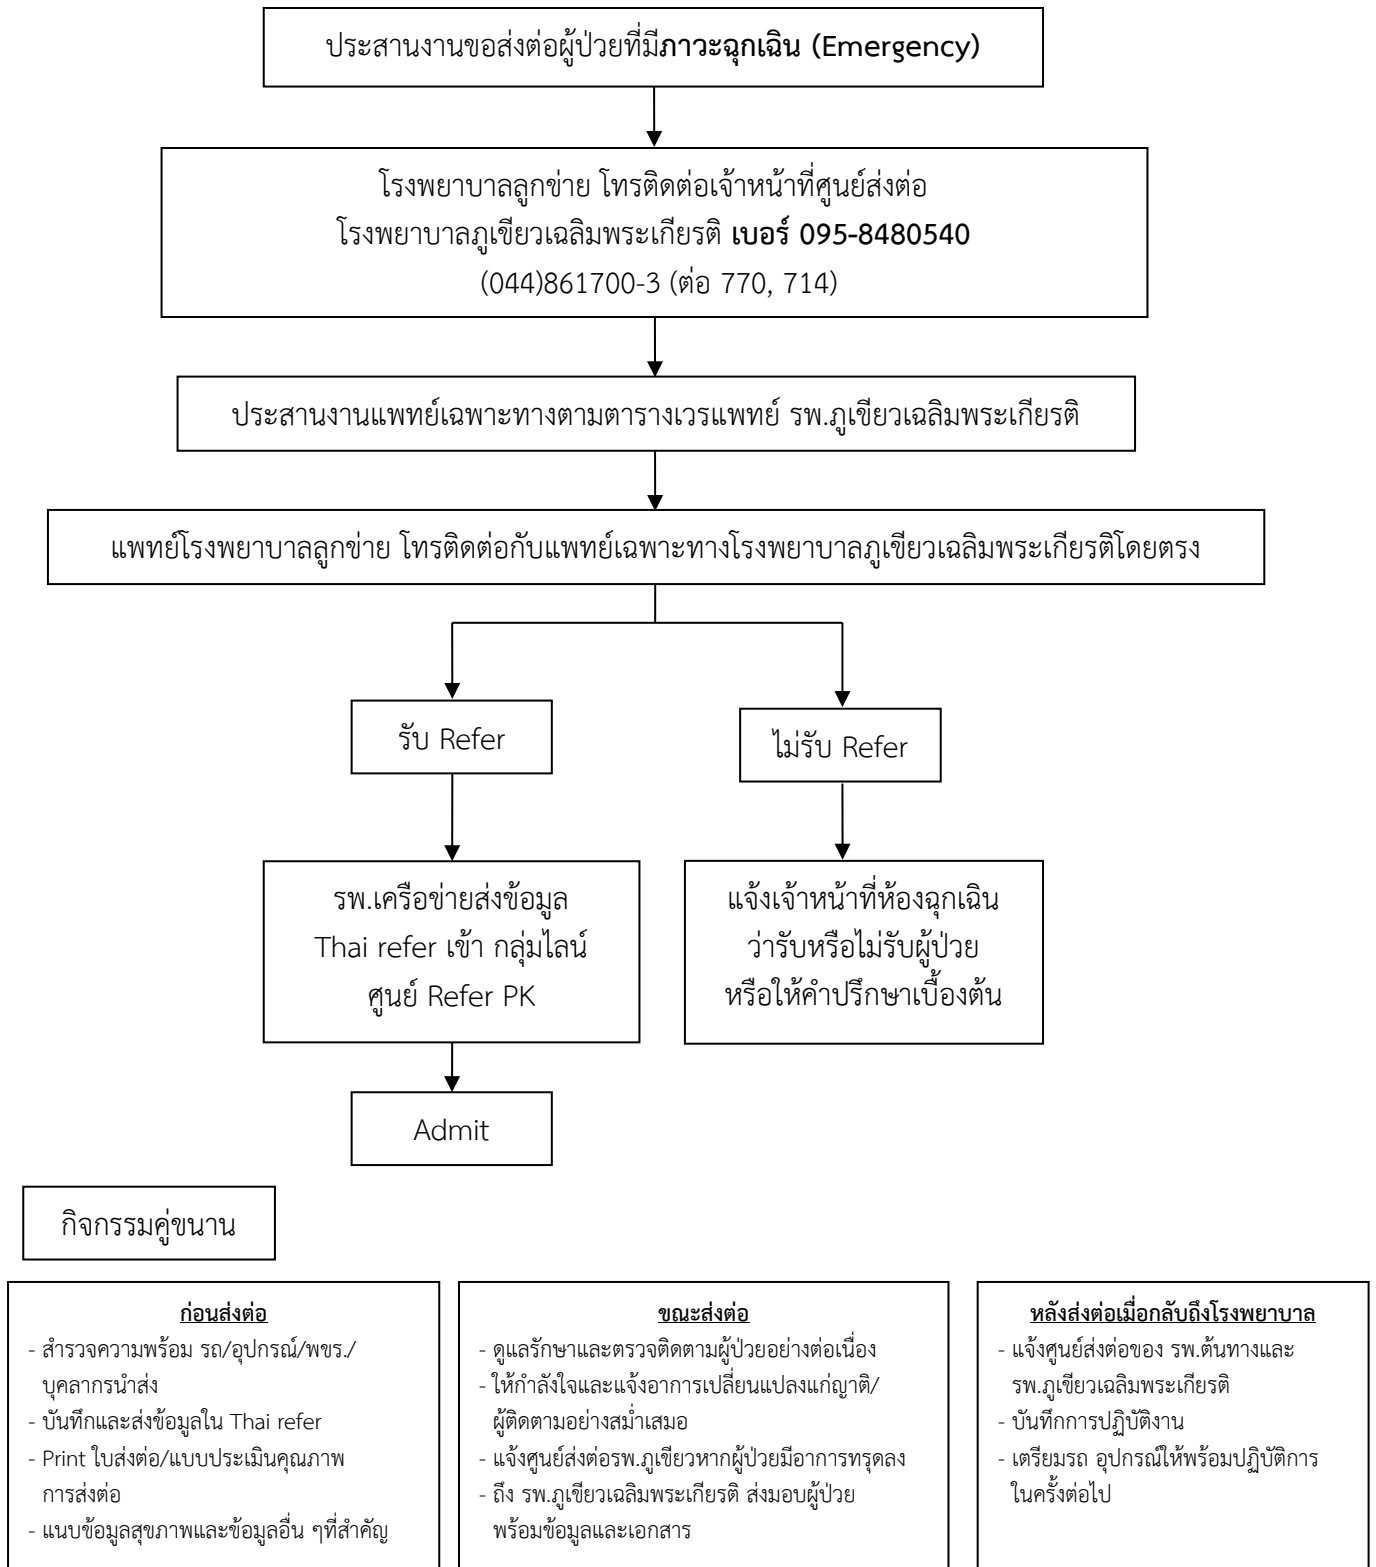 ประสานงานขอส่งต่อผู้ป่วยที่มีภาวะฉุกเฉิน (Emergency)
โรงพยาบาลลูกข่าย โทรติดต่อเจ้าหน้าที่ศูนย์ส่งต่อ
โรงพยาบาลภูเขียวเฉลิมพระเกียรติ เบอร์ 095-8480540
(044)861700-3 (ต่อ 770, 714)
ประสานงานแพทย์เฉพาะทางตามตารางเวรแพทย์ รพ.ภูเขียวเฉลิมพระเกียรติ
แพทย์โรงพยาบาลลูกข่าย โทรติดต่อกับแพทย์เฉพาะทางโรงพยาบาลภูเขียวเฉลิมพระเกียรติโดยตรง
รับ Refer
ไม่รับ Refer
รพ.เครือข่ายส่งข้อมูล
Thai refer เข้า กลุ่มไลน์
ศูนย์ Refer PK
แจ้งเจ้าหน้าที่ห้องฉุกเฉิน
ว่ารับหรือไม่รับผู้ป่วย
หรือให้คำปรึกษาเบื้องต้น
Admit
กิจกรรมคู่ขนาน
ก่อนส่งต่อ
- สำรวจความพร้อม รถ/อุปกรณ์/พขร./
บุคลากรนำส่ง
- บันทึกและส่งข้อมูลใน Thai refer
- Print ใบส่งต่อ/แบบประเมินคุณภาพ
การส่งต่อ
- แนบข้อมูลสุขภาพและข้อมูลอื่น ๆที่สำคัญ
ขณะส่งต่อ
- ดูแลรักษาและตรวจติดตามผู้ป่วยอย่างต่อเนื่อง
- ให้กำลังใจและแจ้งอาการเปลี่ยนแปลงแก่ญาติ/
ผู้ติดตามอย่างสม่ำเสมอ
- แจ้งศูนย์ส่งต่อรพ.ภูเขียวหากผู้ป่วยมีอาการทรุดลง
- ถึง รพ.ภูเขียวเฉลิมพระเกียรติ ส่งมอบผู้ป่วย
พร้อมข้อมูลและเอกสาร
หลังส่งต่อเมื่อกลับถึงโรงพยาบาล
- แจ้งศูนย์ส่งต่อของ รพ.ต้นทางและ
รพ.ภูเขียวเฉลิมพระเกียรติ
- บันทึกการปฏิบัติงาน
- เตรียมรถ อุปกรณ์ให้พร้อมปฏิบัติการ
ในครั้งต่อไป